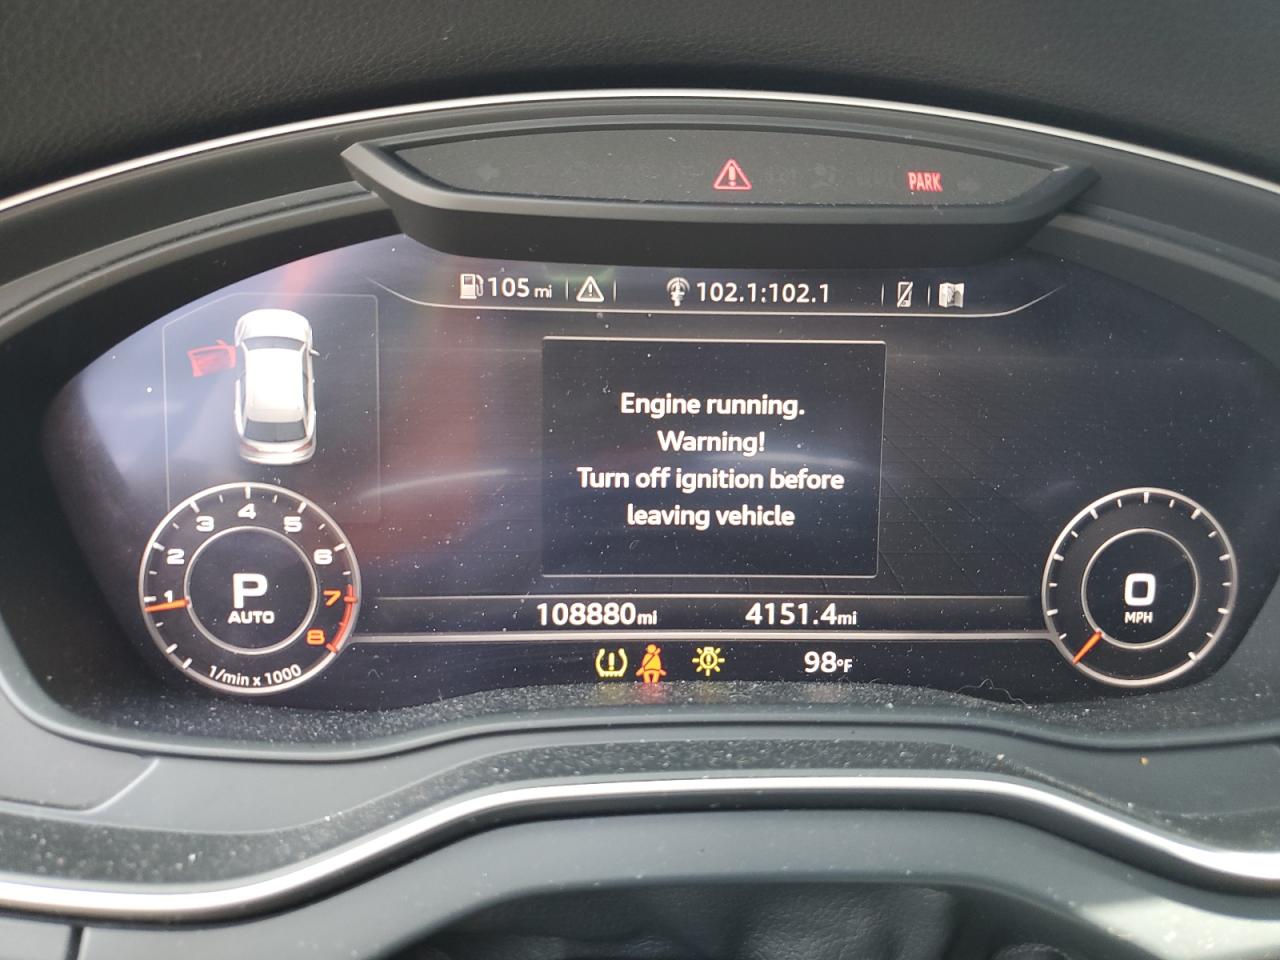 PARK
105 mi
102.1:102.1
Engine running.
Warning!
Turn off ignition before
leaving vehicle
1 2 3 4 5 6 7 8
P
AUTO
1/min x 1000
0
MPH
108880mi 4151.4mi
98°F